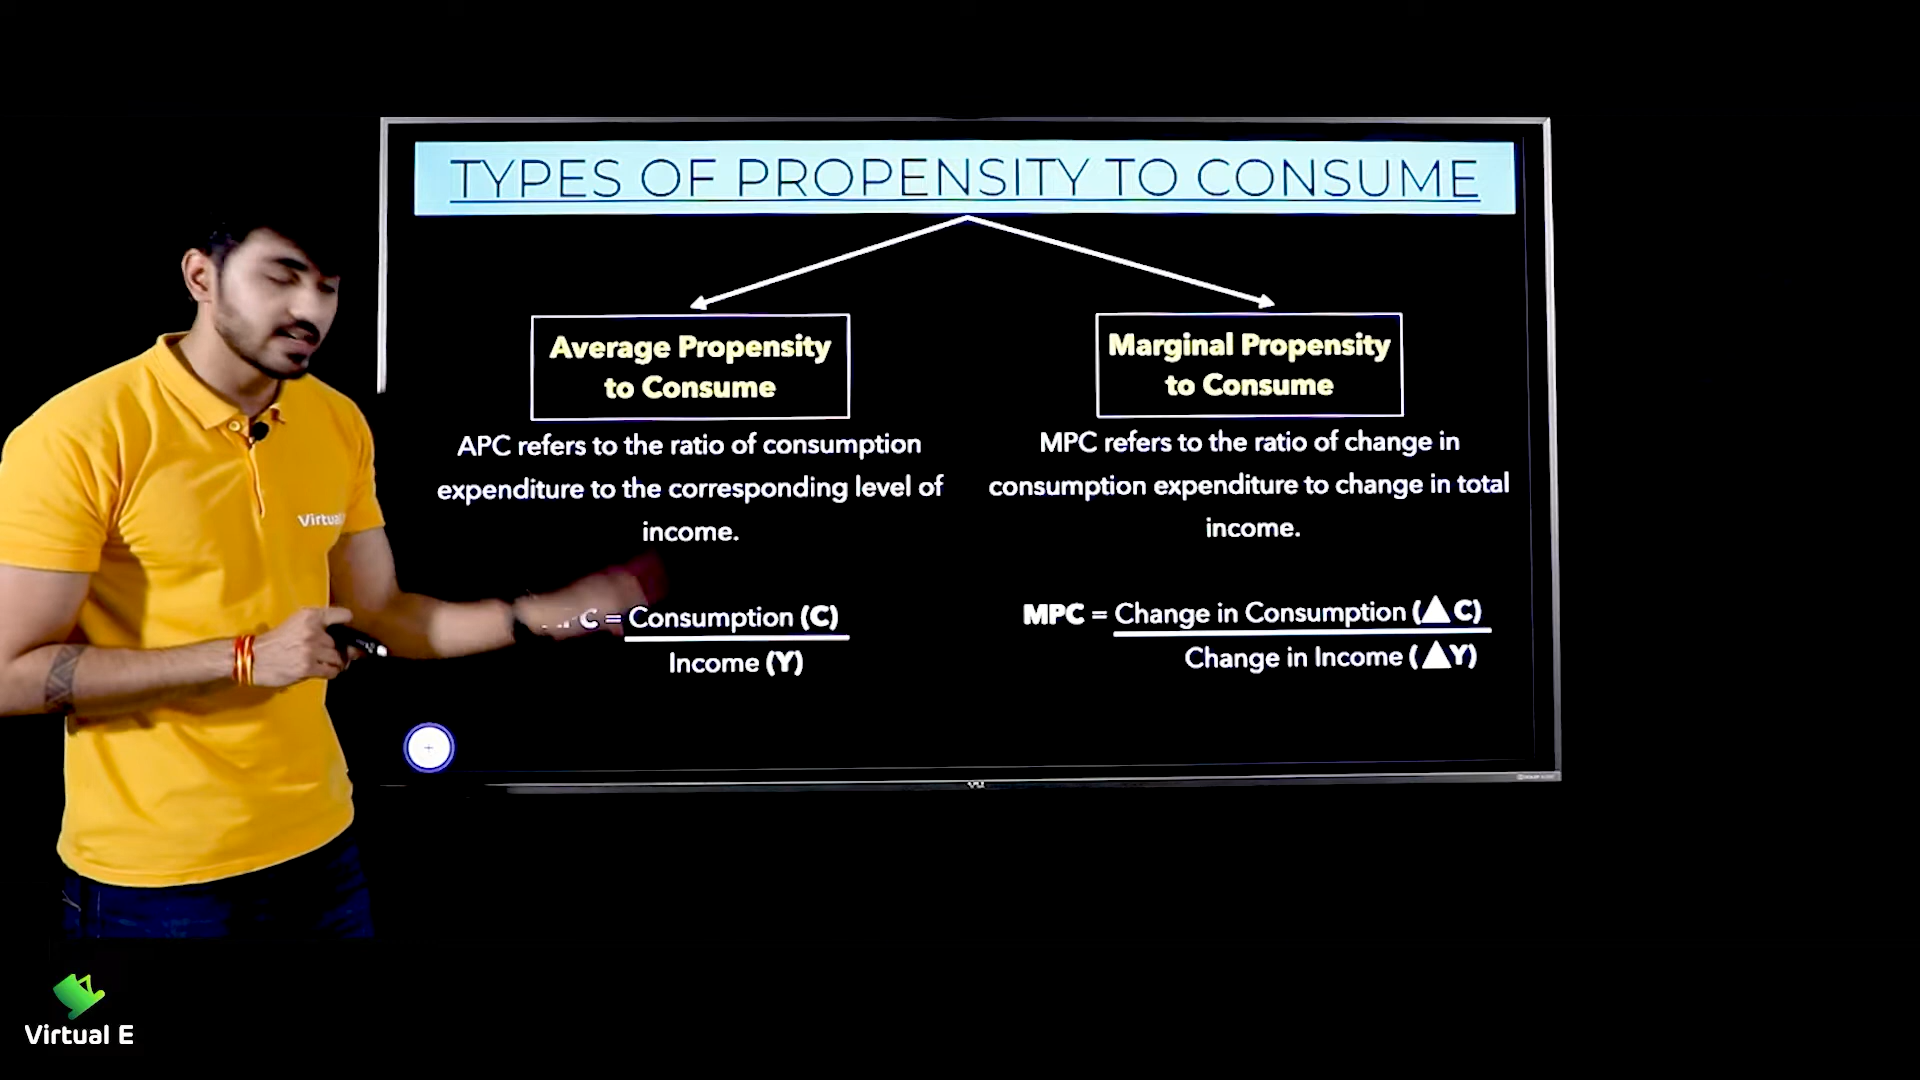 TYPES OF PROPENSITY TO CONSUME
Average Propensity
to Consume
APC refers to the ratio of consumption
expenditure to the corresponding level of
income.
C = Consumption (C)
Income (Y)
Marginal Propensity
to Consume
MPC refers to the ratio of change in
consumption expenditure to change in total
income.
MPC = Change in Consumption (▲C)
Change in Income (▲Y)
Virtual
VU
Virtual E